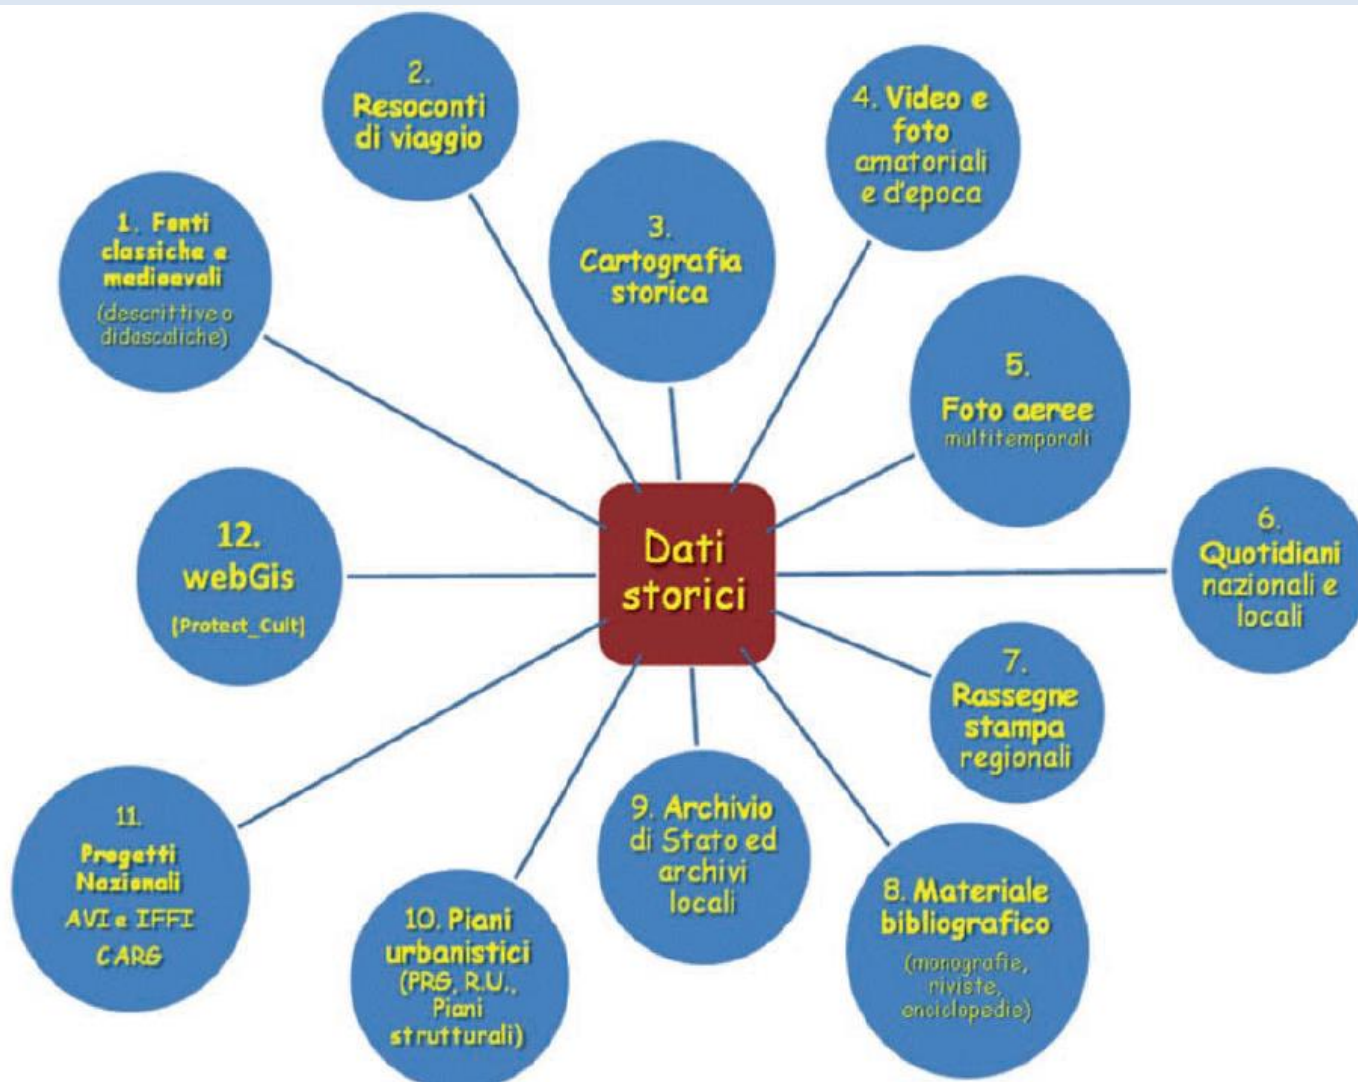 Dati
storici
1. Fonti
classiche e
medioevali
(descrittive o
didascaliche)
2.
Resoconti
di viaggio
3.
Cartografia
storica
4. Video e
foto
amatoriali
e d'epoca
5.
Foto aeree
multitemporali
6.
Quotidiani
nazionali e
locali
7.
Rassegne
stampa
regionali
8. Materiale
bibliografico
(monografie,
riviste,
enciclopedie)
9. Archivio
di Stato ed
archivi
locali
10. Piani
urbanistici
(PRG, R.U.,
Piani
strutturali)
11.
Progetti
Nazionali
AVI e IFFI
CARG
12.
webGis
(Protect_Cult)